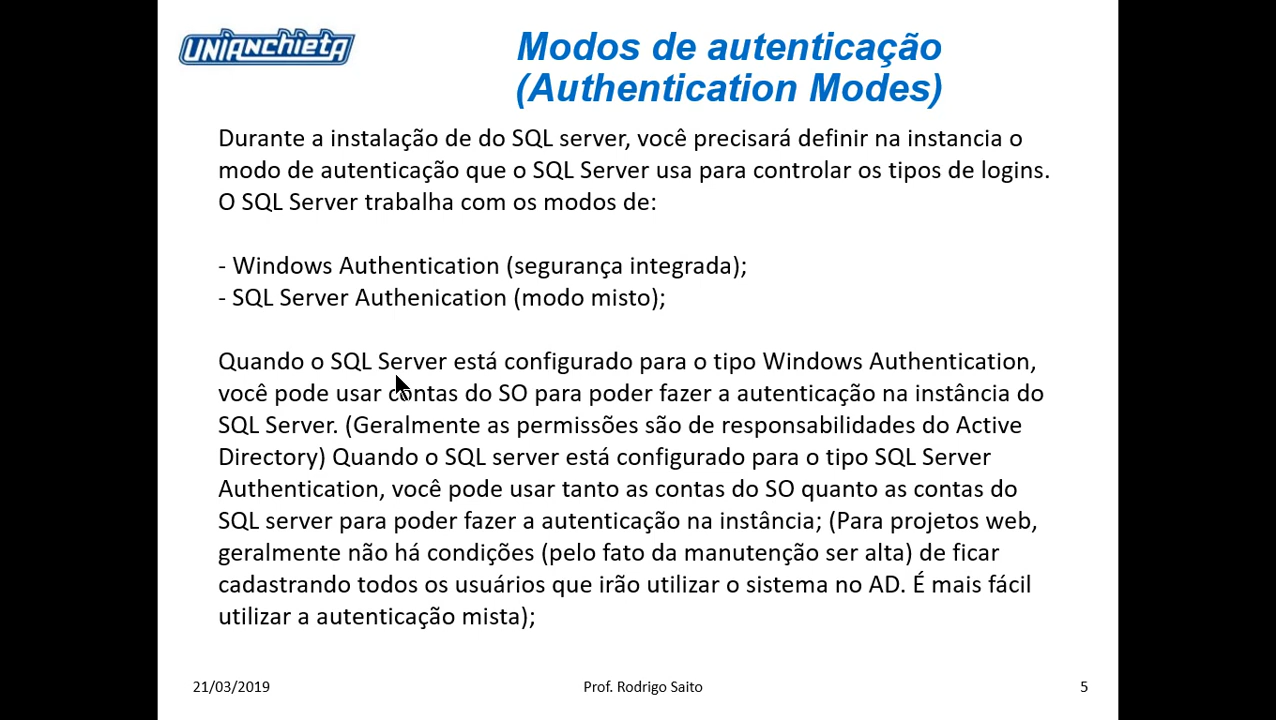 UNIANCHIETA
Modos de autenticação
(Authentication Modes)
Durante a instalação de do SQL server, você precisará definir na instancia o
modo de autenticação que o SQL Server usa para controlar os tipos de logins.
O SQL Server trabalha com os modos de:
- Windows Authentication (segurança integrada);
- SQL Server Authenication (modo misto);
Quando o SQL Server está configurado para o tipo Windows Authentication,
você pode usar contas do SO para poder fazer a autenticação na instância do
SQL Server. (Geralmente as permissões são de responsabilidades do Active
Directory) Quando o SQL server está configurado para o tipo SQL Server
Authentication, você pode usar tanto as contas do SO quanto as contas do
SQL server para poder fazer a autenticação na instância; (Para projetos web,
geralmente não há condições (pelo fato da manutenção ser alta) de ficar
cadastrando todos os usuários que irão utilizar o sistema no AD. É mais fácil
utilizar a autenticação mista);
21/03/2019
Prof. Rodrigo Saito
5